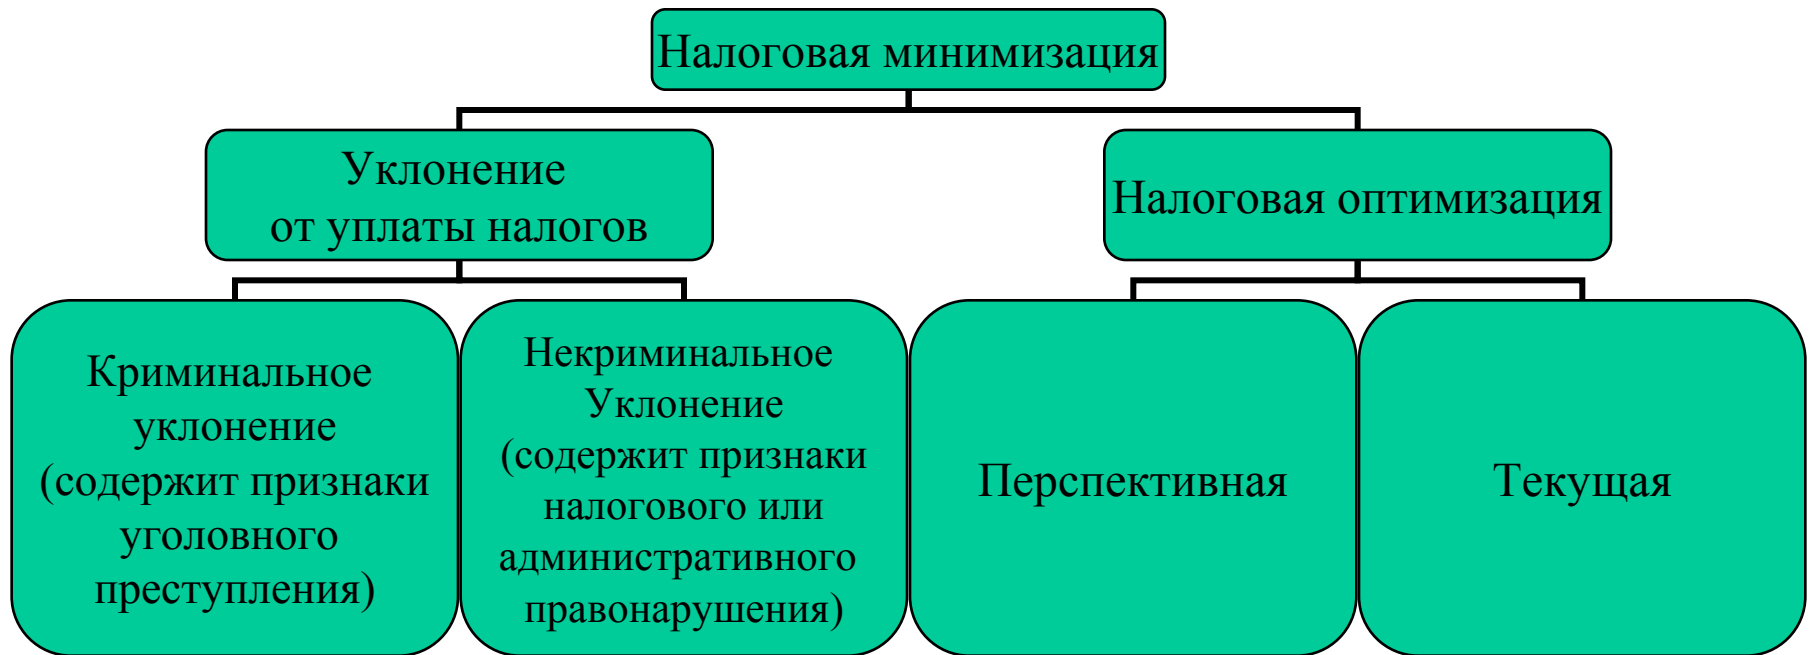 Налоговая минимизация
Уклонение
от уплаты налогов
Налоговая оптимизация
Криминальное
уклонение
(содержит признаки
уголовного
преступления)
Некриминальное
Уклонение
(содержит признаки
налогового или
административного
правонарушения)
Перспективная
Текущая